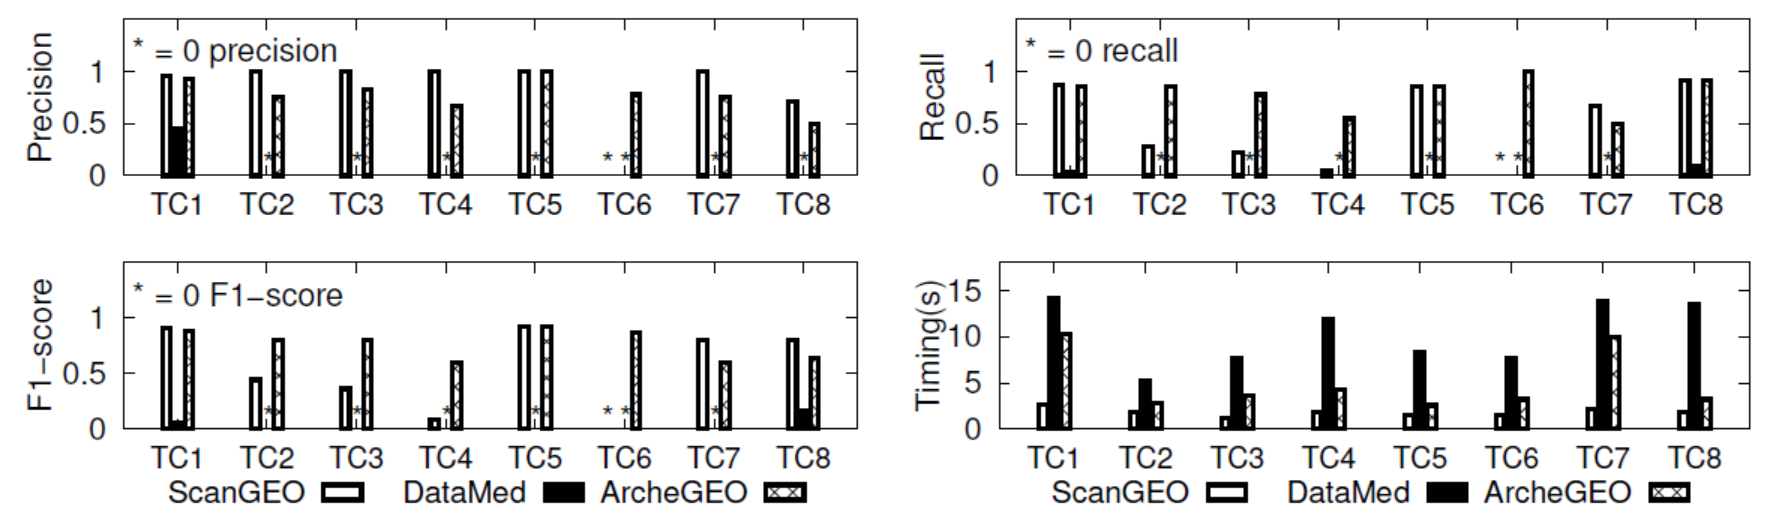 * = 0 precision
Precision
1
0.5
0
TC1 TC2 TC3 TC4 TC5 TC6 TC7 TC8
* * * * * * * *
* = 0 recall
Recall
1
0.5
0
TC1 TC2 TC3 TC4 TC5 TC6 TC7 TC8
* * * * * * *
* = 0 F1-score
F1-score
1
0.5
0
TC1 TC2 TC3 TC4 TC5 TC6 TC7 TC8
* * * * * * *
ScanGEO DataMed ArcheGEO
Timing(s)
15
10
5
0
TC1 TC2 TC3 TC4 TC5 TC6 TC7 TC8
ScanGEO DataMed ArcheGEO